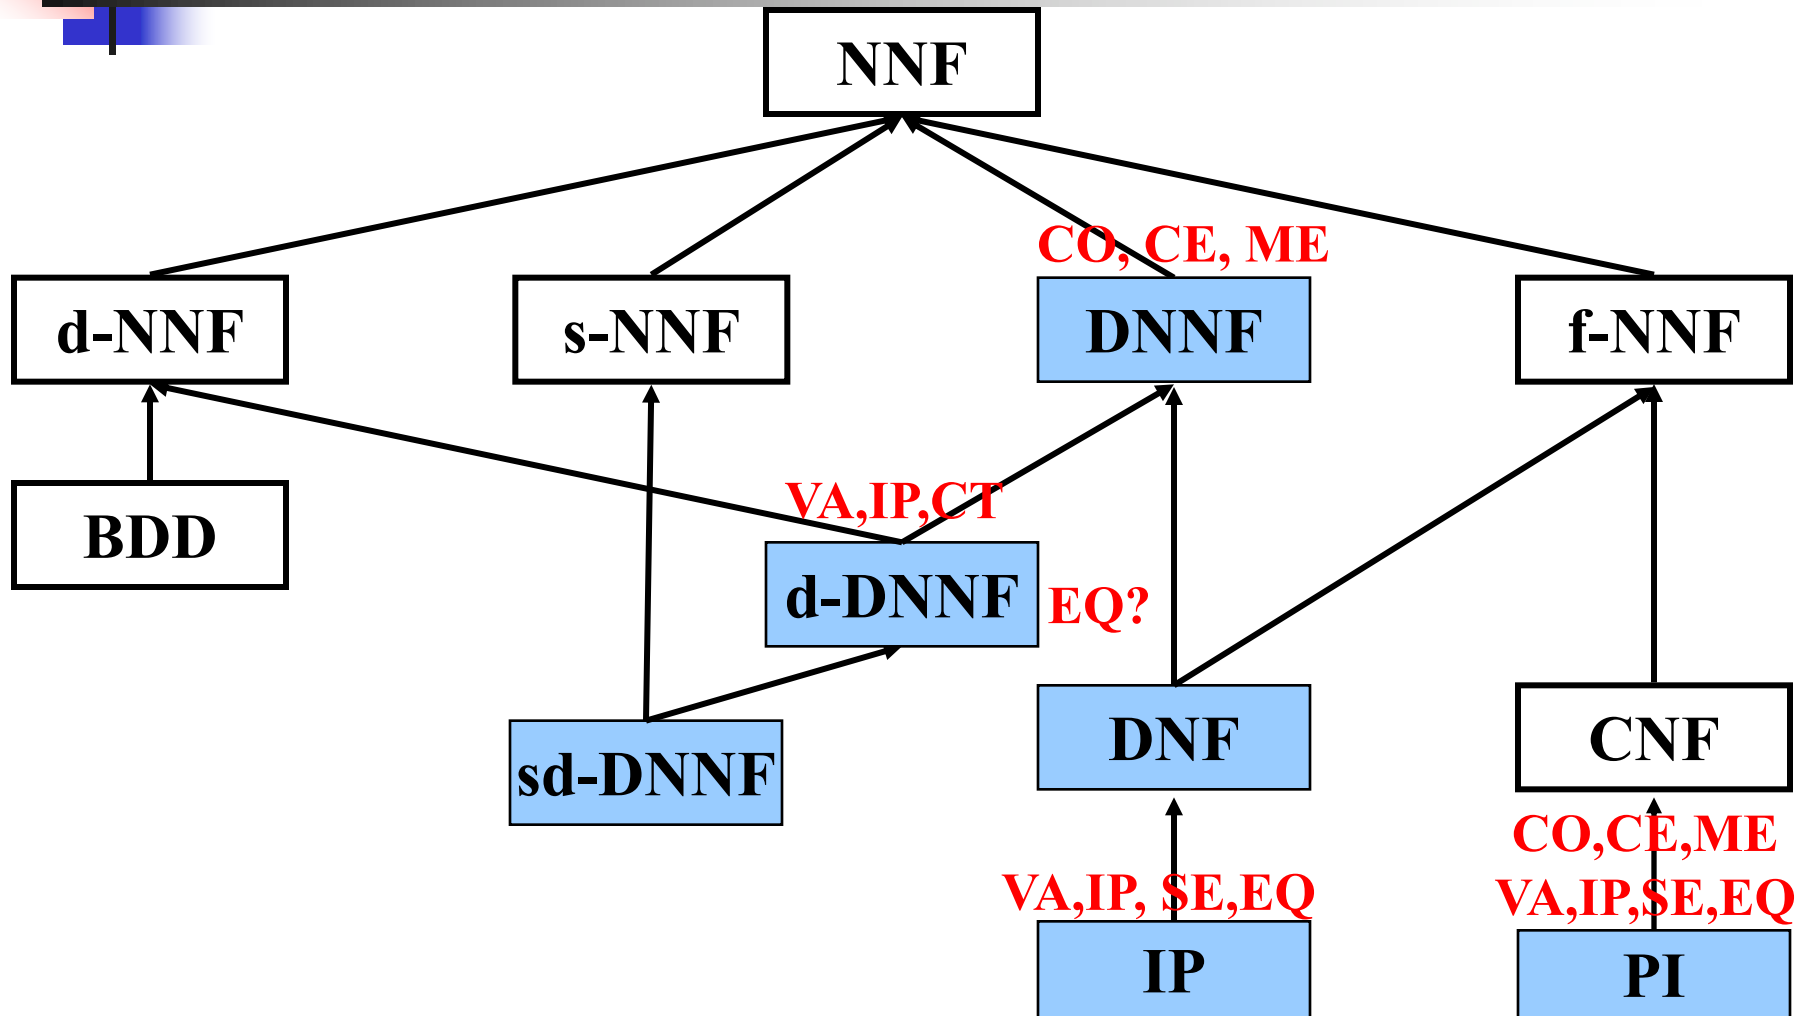 NNF
CO, CE, ME
d-NNF
s-NNF
DNNF
f-NNF
VA,IP,CT
BDD
d-DNNF
EQ?
sd-DNNF
DNF
CNF
CO,CE,ME
VA,IP, SE,EQ
VA,IP,SE,EQ
IP
PI